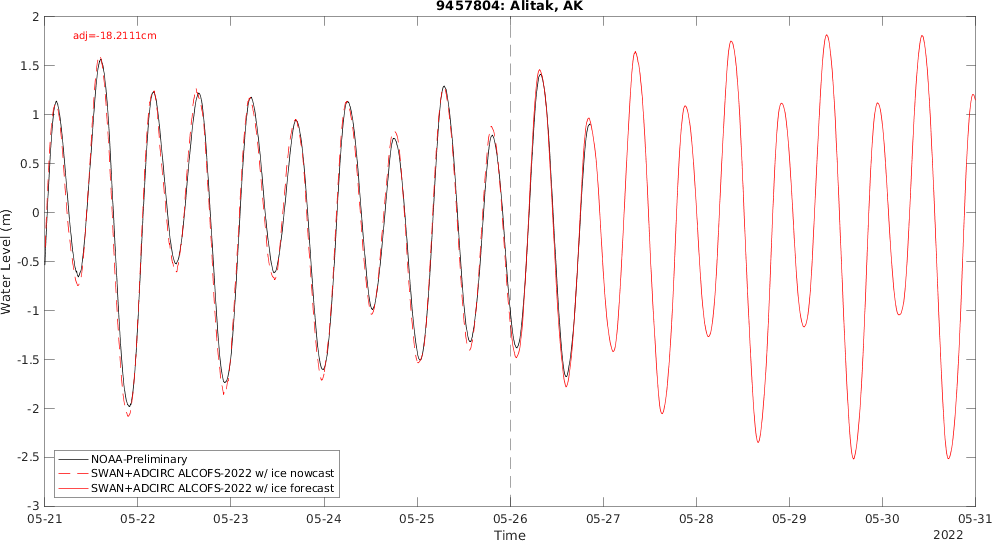 9457804: Alitak, AK
adj=-18.2111cm
2
1.5
1
0.5
0
-0.5
-1
-1.5
-2
-2.5
-3
Water Level (m)
NOAA-Preliminary
SWAN+ADCIRC ALCOFS-2022 w/ ice nowcast
SWAN+ADCIRC ALCOFS-2022 w/ ice forecast
05-21 05-22 05-23 05-24 05-25 05-26 05-27 05-28 05-29 05-30 05-31
Time
2022